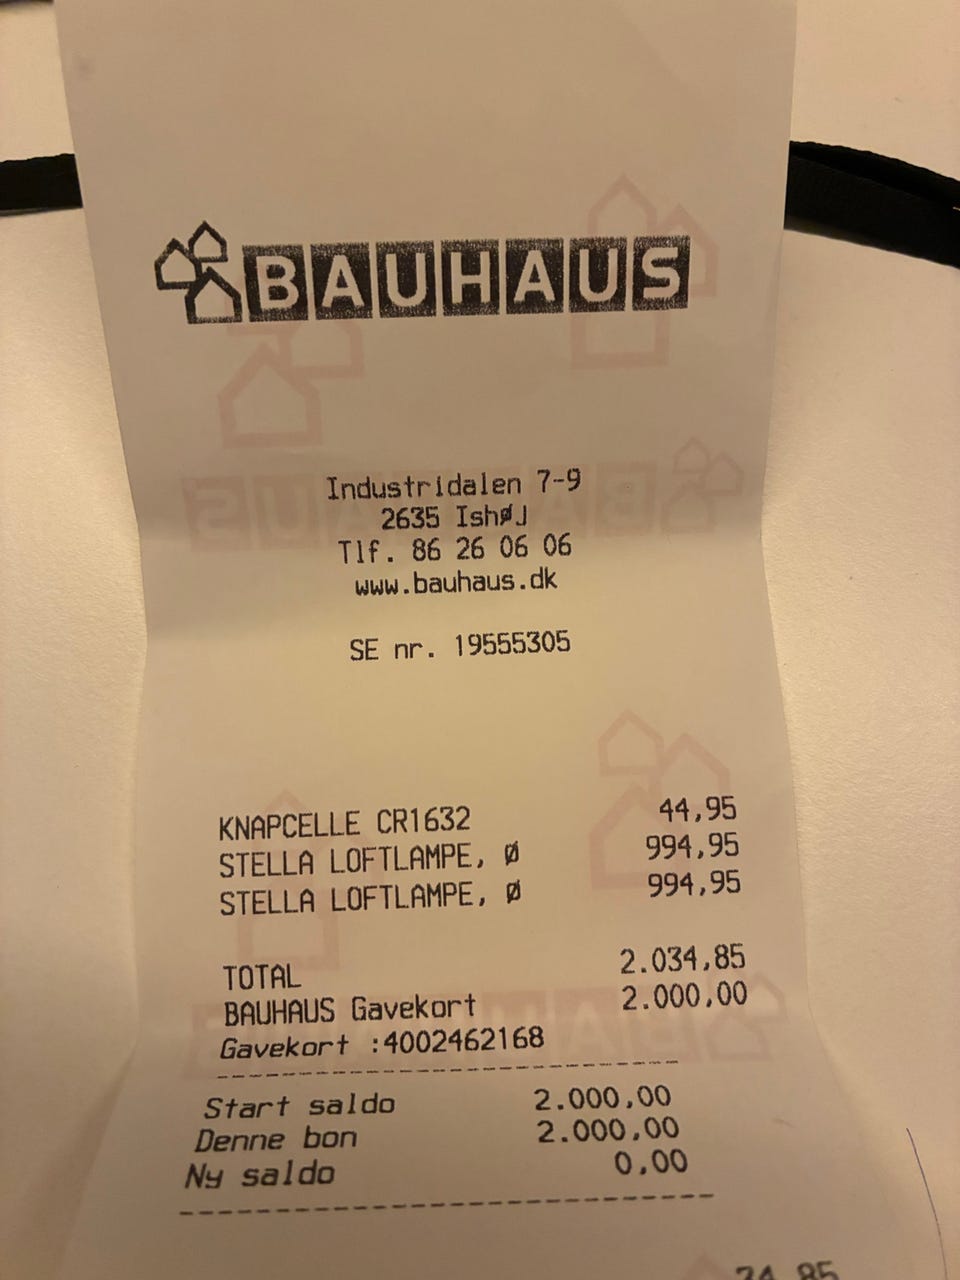 BAUHAUS
Industridalen 7-9
2635 Ishøj
Tlf. 86 26 06 06
www.bauhaus.dk
SE nr. 19555305
KNAPCELLE CR1632 44,95
STELLA LOFTLAMPE, Ø 994,95
STELLA LOFTLAMPE, Ø 994,95
TOTAL 2.034,85
BAUHAUS Gavekort 2.000,00
Gavekort :4002462168
Start saldo 2.000,00
Denne bon 2.000,00
Ny saldo 0,00